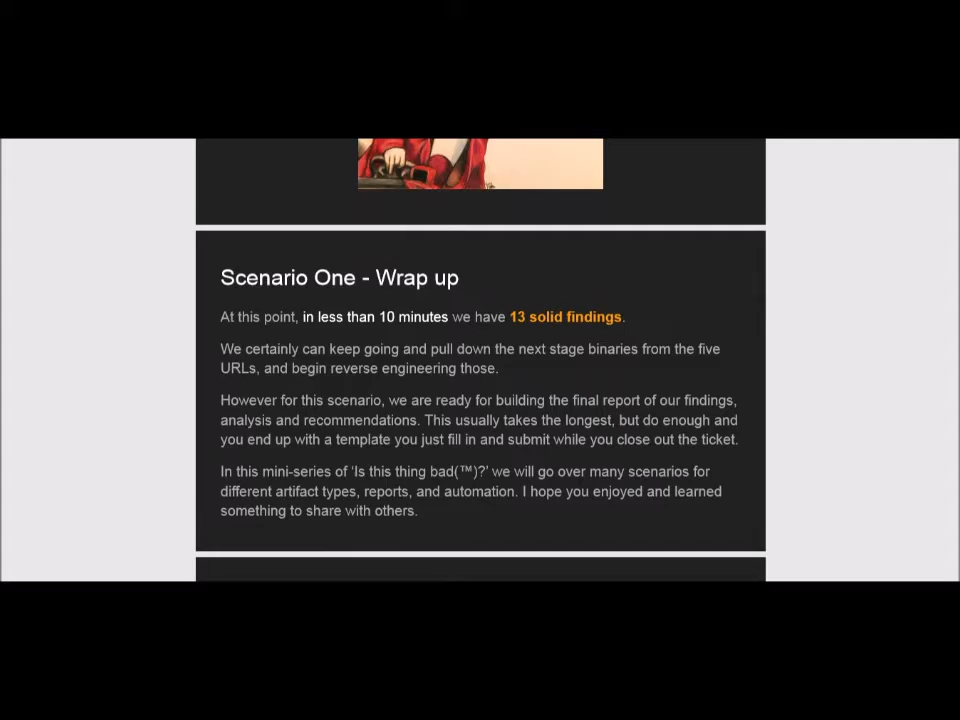 Scenario One - Wrap up
At this point, in less than 10 minutes we have 13 solid findings.
We certainly can keep going and pull down the next stage binaries from the five
URLs, and begin reverse engineering those.
However for this scenario, we are ready for building the final report of our findings,
analysis and recommendations. This usually takes the longest, but do enough and
you end up with a template you just fill in and submit while you close out the ticket.
In this mini-series of 'Is this thing bad(™)?' we will go over many scenarios for
different artifact types, reports, and automation. I hope you enjoyed and learned
something to share with others.